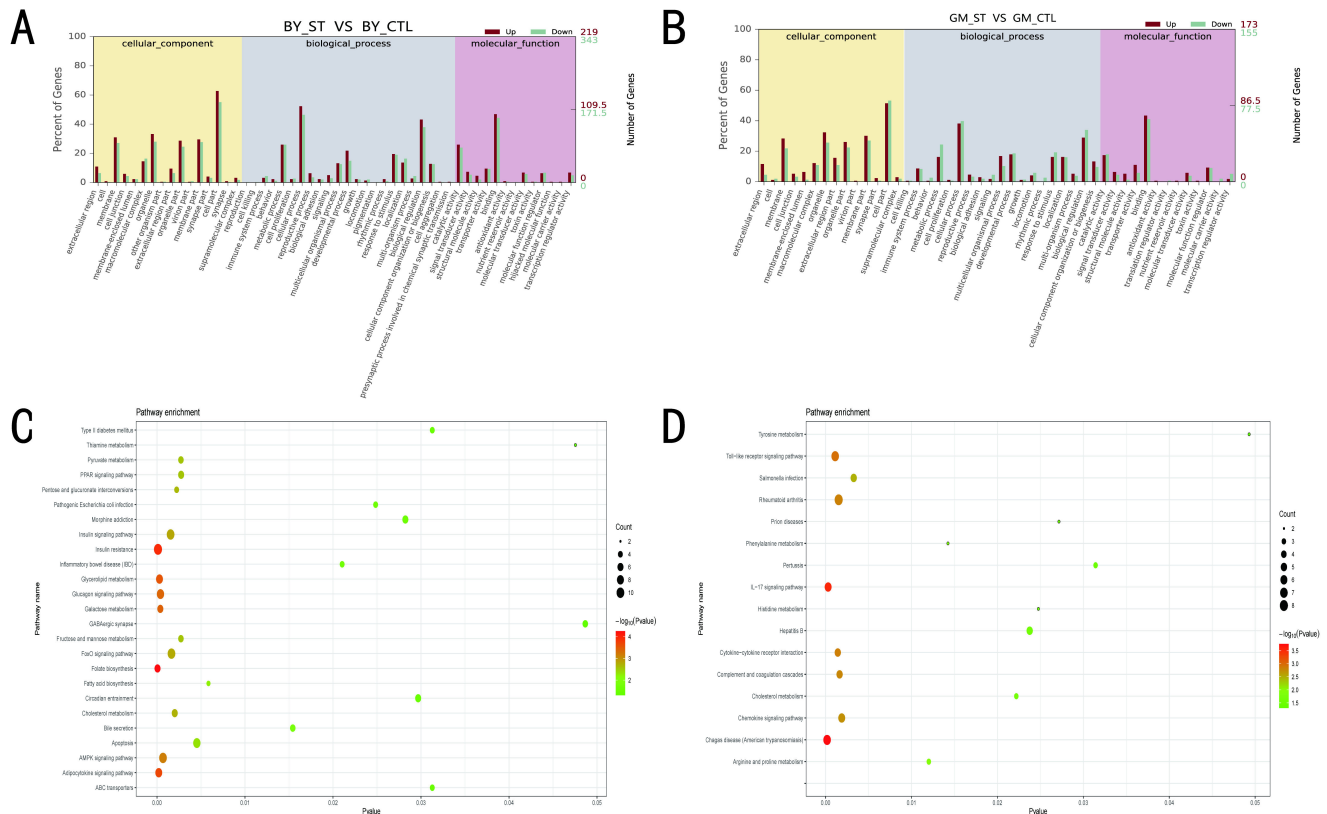 A
BY_ST VS BY_CTL
Up
Down
219
343
cellular_component
biological_process
molecular_function
Percent of Genes
100
80
60
40
20
0
109.5
171.5
0
0
Number of Genes
extracellular region
cell
membrane
cell junction
membrane-enclosed lumen
macromolecular complex
organelle
other organism part
extracellular region part
organelle part
virion part
membrane part
synapse part
cell part
synapse
supramolecular complex
reproduction
cell killing
immune system process
behavior
metabolic process
cell proliferation
cellular process
reproductive process
biological adhesion
signaling
multicellular organismal process
developmental process
growth
locomotion
pigmentation
rhythmic process
response to stimulus
localization
multi-organism process
biological regulation
cellular component organization or biogenesis
cell aggregation
presynaptic process involved in chemical synaptic transmission
catalytic activity
signal transducer activity
structural molecule activity
transporter activity
binding
antioxidant activity
nutrient reservoir activity
molecular transducer activity
toxin activity
molecular function regulator
hijacked molecular function
molecular carrier activity
transcription regulator activity
B
GM_ST VS GM_CTL
Up
Down
173
155
cellular_component
biological_process
molecular_function
Percent of Genes
100
80
60
40
20
0
86.5
77.5
0
0
Number of Genes
extracellular region
cell
membrane
cell junction
membrane-enclosed lumen
macromolecular complex
organelle
extracellular region part
organelle part
virion part
membrane part
synapse part
cell part
supramolecular complex
cell killing
immune system process
behavior
metabolic process
cell proliferation
cellular process
reproductive process
biological adhesion
signaling
multicellular organismal process
developmental process
growth
locomotion
rhythmic process
response to stimulus
localization
multi-organism process
biological regulation
cellular component organization or biogenesis
catalytic activity
signal transducer activity
structural molecule activity
transporter activity
binding
antioxidant activity
translation regulator activity
nutrient reservoir activity
molecular transducer activity
toxin activity
molecular function regulator
molecular carrier activity
transcription regulator activity
C
Pathway enrichment
Pathway name
Type II diabetes mellitus
Thiamine metabolism
Pyruvate metabolism
PPAR signaling pathway
Pentose and glucuronate interconversions
Pathogenic Escherichia coli infection
Morphine addiction
Insulin signaling pathway
Insulin resistance
Inflammatory bowel disease (IBD)
Glycerolipid metabolism
Glucagon signaling pathway
Galactose metabolism
GABAergic synapse
Fructose and mannose metabolism
FoxO signaling pathway
Folate biosynthesis
Fatty acid biosynthesis
Circadian entrainment
Cholesterol metabolism
Bile secretion
Apoptosis
AMPK signaling pathway
Adipocytokine signaling pathway
ABC transporters
0.00 0.01 0.02 0.03 0.04 0.05
Pvalue
Count
2
4
6
8
10
−log10(Pvalue)
4
3
2
D
Pathway enrichment
Pathway name
Tyrosine metabolism
Toll−like receptor signaling pathway
Salmonella infection
Rheumatoid arthritis
Prion diseases
Phenylalanine metabolism
Pertussis
IL−17 signaling pathway
Histidine metabolism
Hepatitis B
Cytokine−cytokine receptor interaction
Complement and coagulation cascades
Cholesterol metabolism
Chemokine signaling pathway
Chagas disease (American trypanosomiasis)
Arginine and proline metabolism
0.00 0.01 0.02 0.03 0.04 0.05
Pvalue
Count
2
3
4
5
6
7
8
−log10(Pvalue)
3.5
3.0
2.5
2.0
1.5